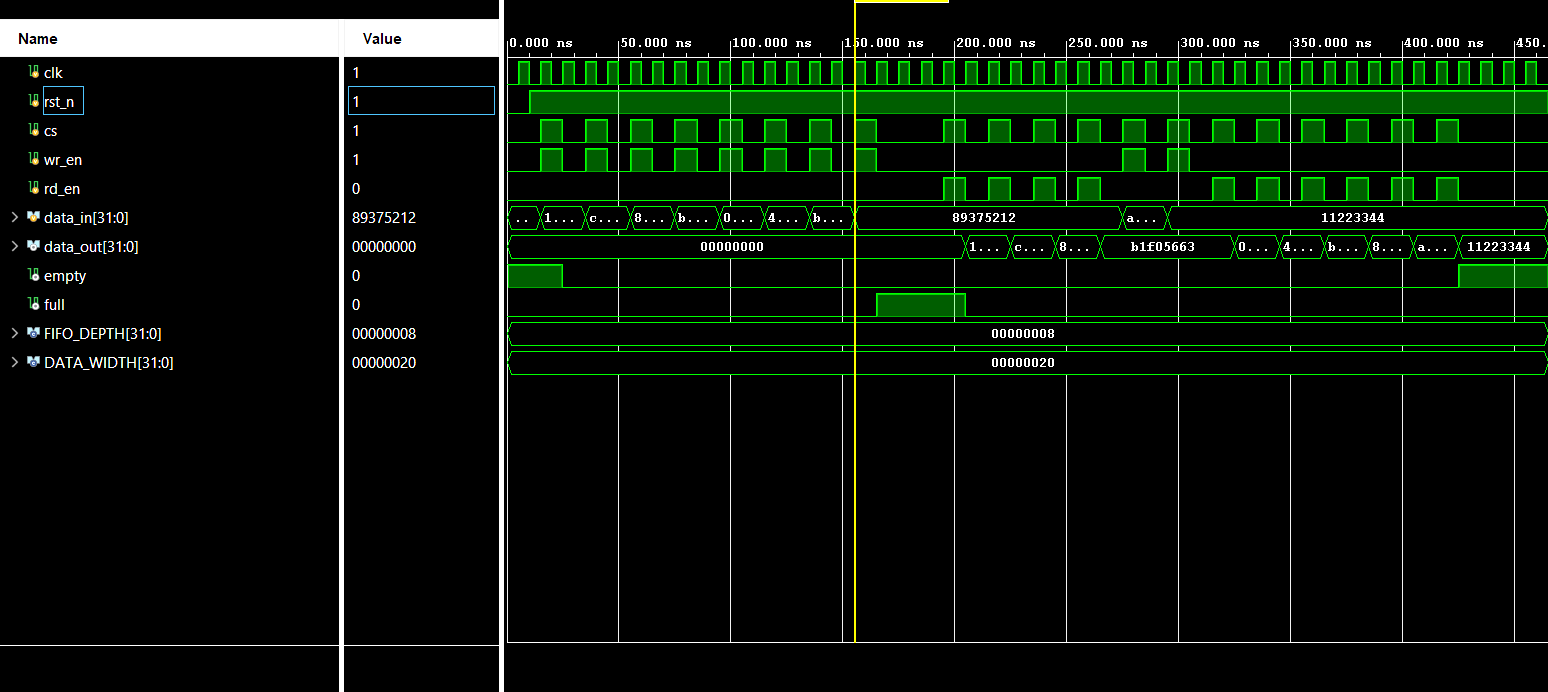 Name Value
0.000 ns 50.000 ns 100.000 ns 150.000 ns 200.000 ns 250.000 ns 300.000 ns 350.000 ns 400.000 ns 450.
clk 1
rst_n 1
cs 1
wr_en 1
rd_en 0
data_in[31:0] 89375212 .. 1... c... 8... b... 0... 4... b... 89375212 a... 11223344
data_out[31:0] 00000000 00000000 1... c... 8... b1f05663 0... 4... b... 8... a... 11223344
empty 0
full 0
FIFO_DEPTH[31:0] 00000008 00000008
DATA_WIDTH[31:0] 00000020 00000020